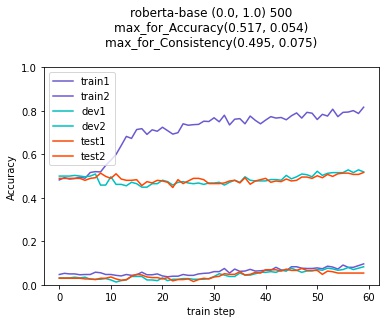 roberta-base (0.0, 1.0) 500
max_for_Accuracy(0.517, 0.054)
max_for_Consistency(0.495, 0.075)
1.0
0.8
0.6
0.4
0.2
0.0
Accuracy
train1
train2
dev1
dev2
test1
test2
0 10 20 30 40 50 60
train step